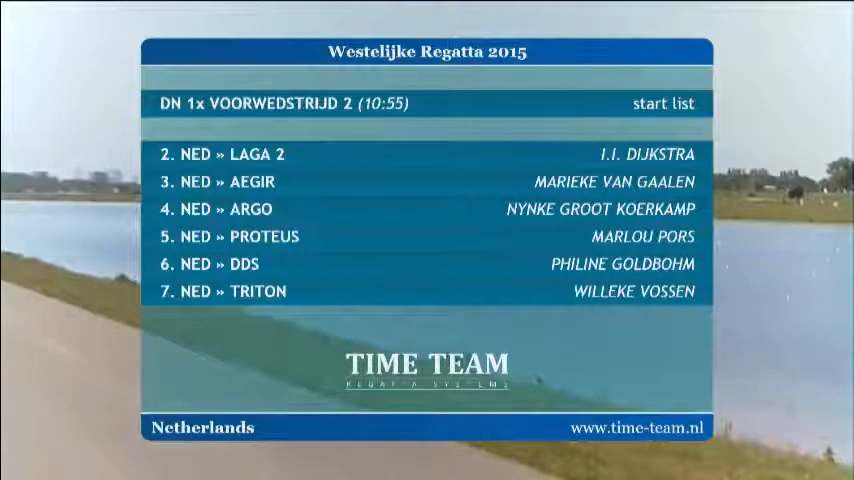 Westelijke Regatta 2015
DN 1x VOORWEDSTRIJD 2 (10:55) start list
2. NED » LAGA 2 I.I. DIJKSTRA
3. NED » AEGIR MARIEKE VAN GAALEN
4. NED » ARGO NYNKE GROOT KOERKAMP
5. NED » PROTEUS MARLOU PORS
6. NED » DDS PHILINE GOLDBOHM
7. NED » TRITON WILLEKE VOSSEN
TIME TEAM
REGATTA SYSTEMS
Netherlands www.time-team.nl